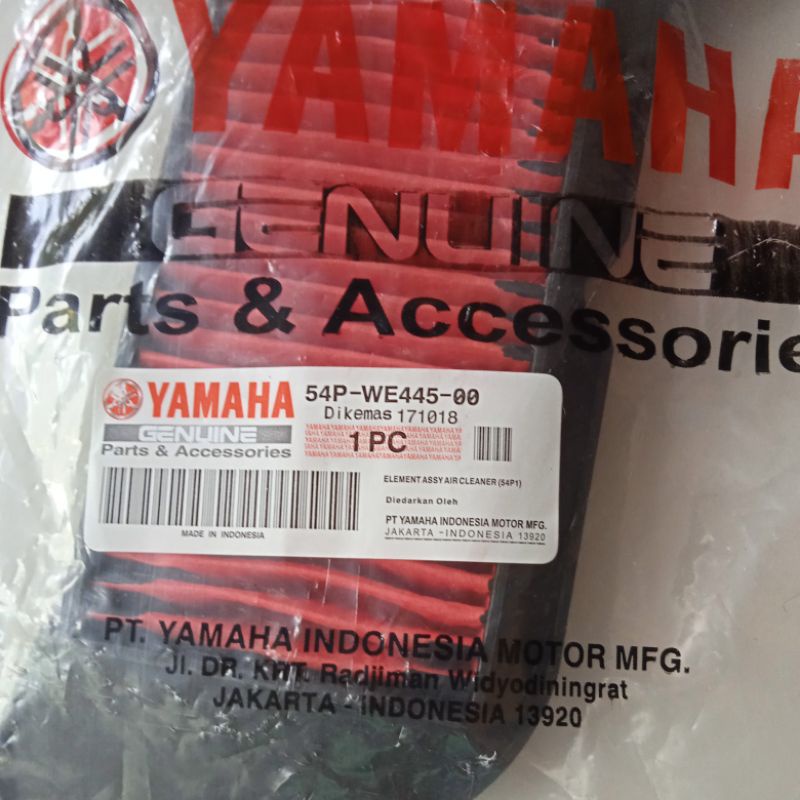 YAMAHA
GENUINE
Parts & Accessorie
YAMAHA
GENUINE
Parts & Accessories
54P-WE445-00
Dikemas 171018
1 PC
ELEMENT ASSY AIR CLEANER (54P1)
Diedarkan Oleh
PT YAMAHA INDONESIA MOTOR MFG.
JAKARTA - INDONESIA 13920
MADE IN INDONESIA
PT. YAMAHA INDONESIA MOTOR MFG.
Jl. DR. KRT. Radjiman Widyodiningrat
JAKARTA - INDONESIA 13920